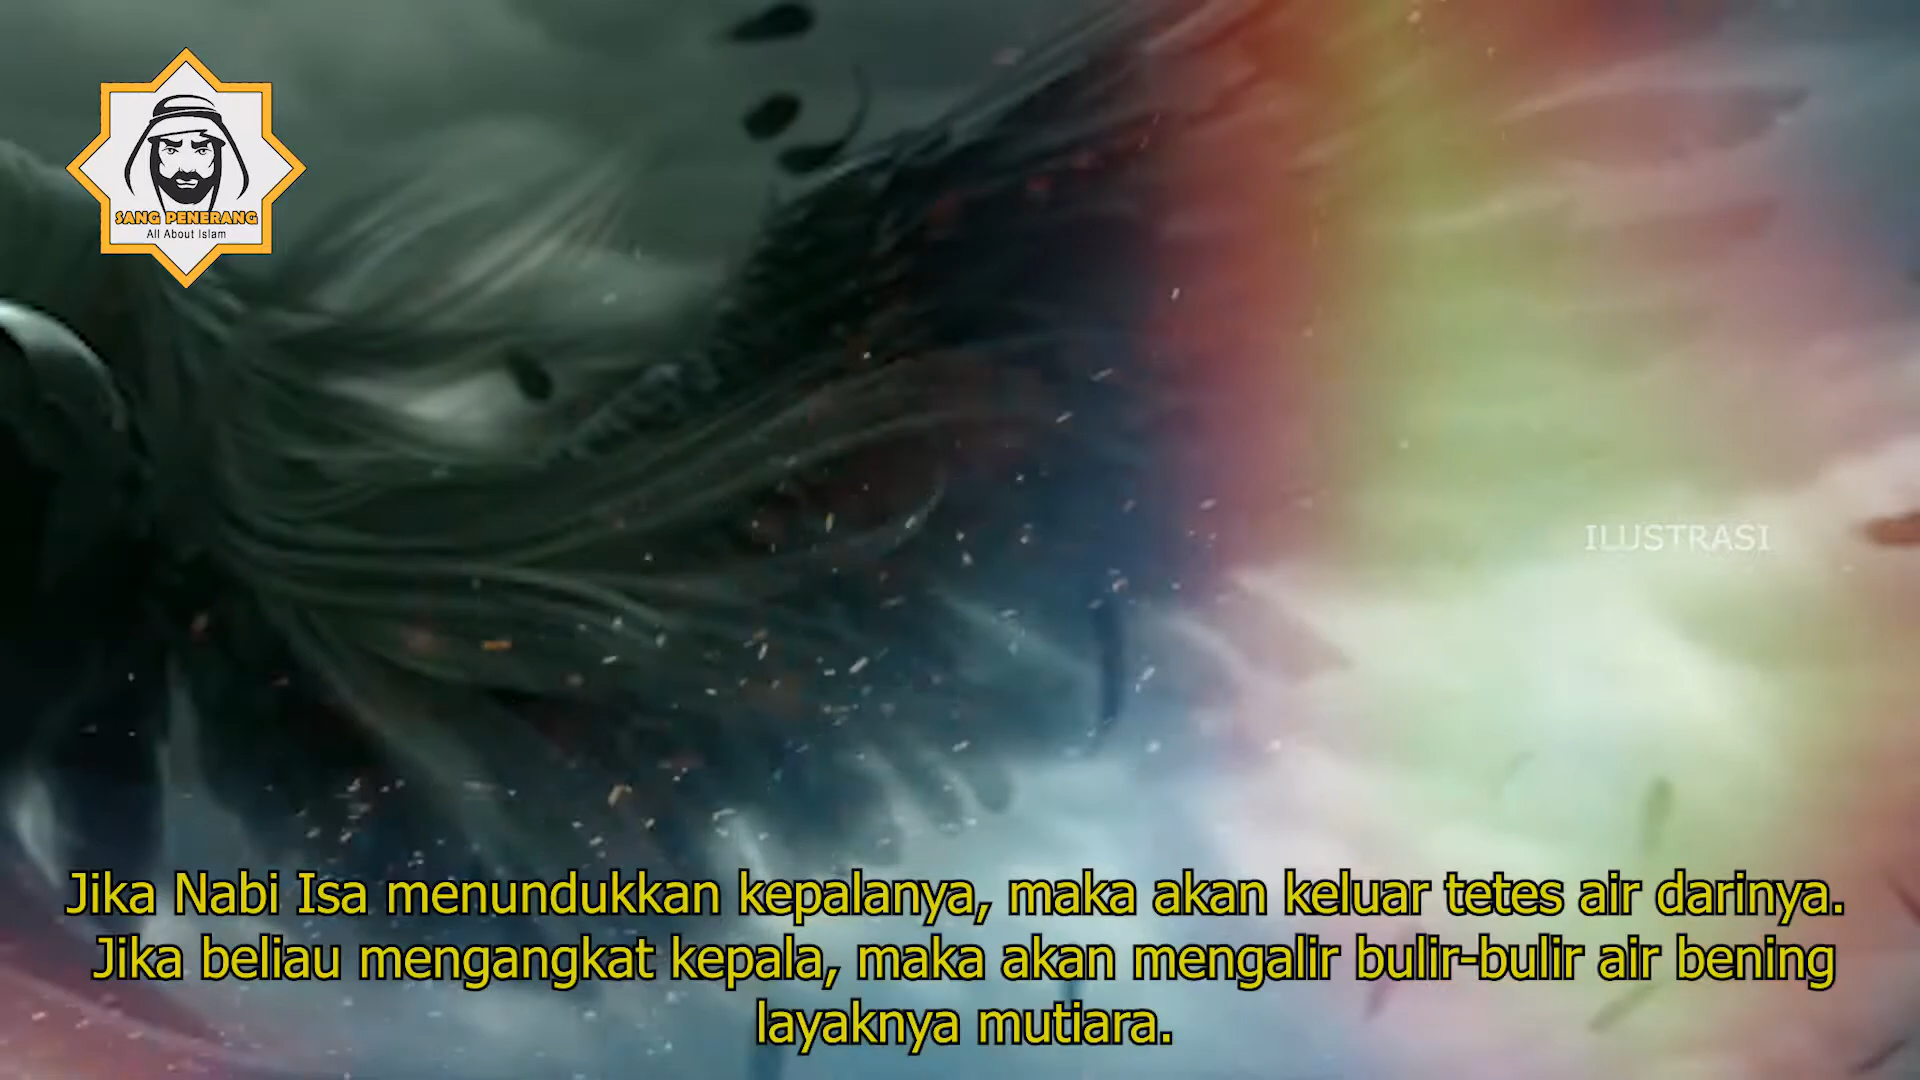 SANG PENERANG
All About Islam
ILUSTRASI
Jika Nabi Isa menundukkan kepalanya, maka akan keluar tetes air darinya.
Jika beliau mengangkat kepala, maka akan mengalir bulir-bulir air bening
layaknya mutiara.